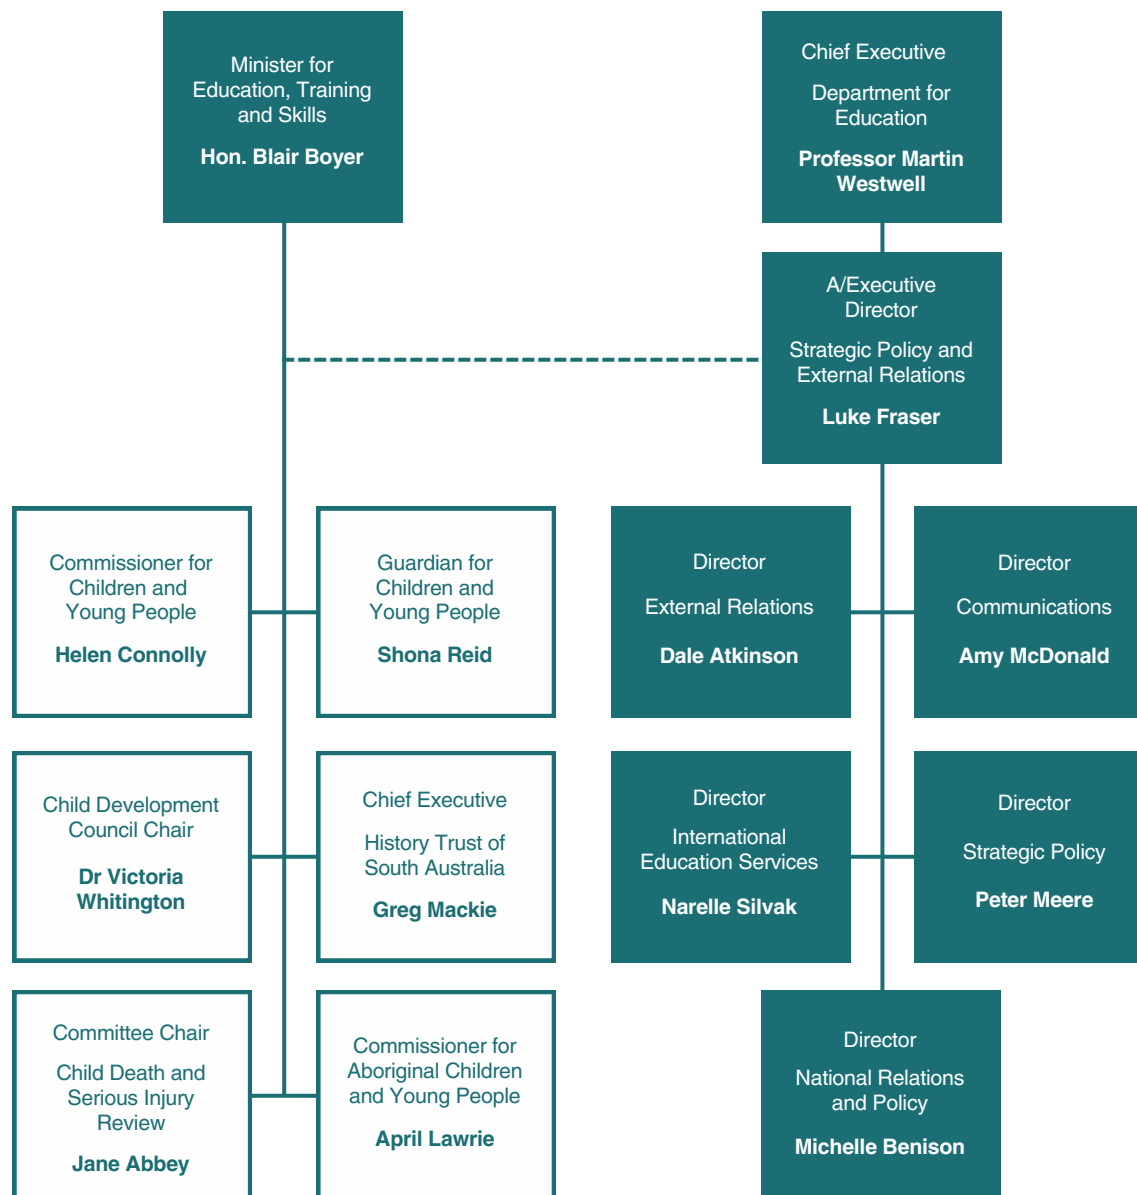 Minister for
Education, Training
and Skills
Hon. Blair Boyer
Chief Executive
Department for
Education
Professor Martin
Westwell
A/Executive
Director
Strategic Policy and
External Relations
Luke Fraser
Commissioner for
Children and
Young People
Helen Connolly
Guardian for
Children and
Young People
Shona Reid
Director
External Relations
Dale Atkinson
Director
Communications
Amy McDonald
Child Development
Council Chair
Dr Victoria
Whitington
Chief Executive
History Trust of
South Australia
Greg Mackie
Director
International
Education Services
Narelle Silvak
Director
Strategic Policy
Peter Meere
Committee Chair
Child Death and
Serious Injury
Review
Jane Abbey
Commissioner for
Aboriginal Children
and Young People
April Lawrie
Director
National Relations
and Policy
Michelle Benison